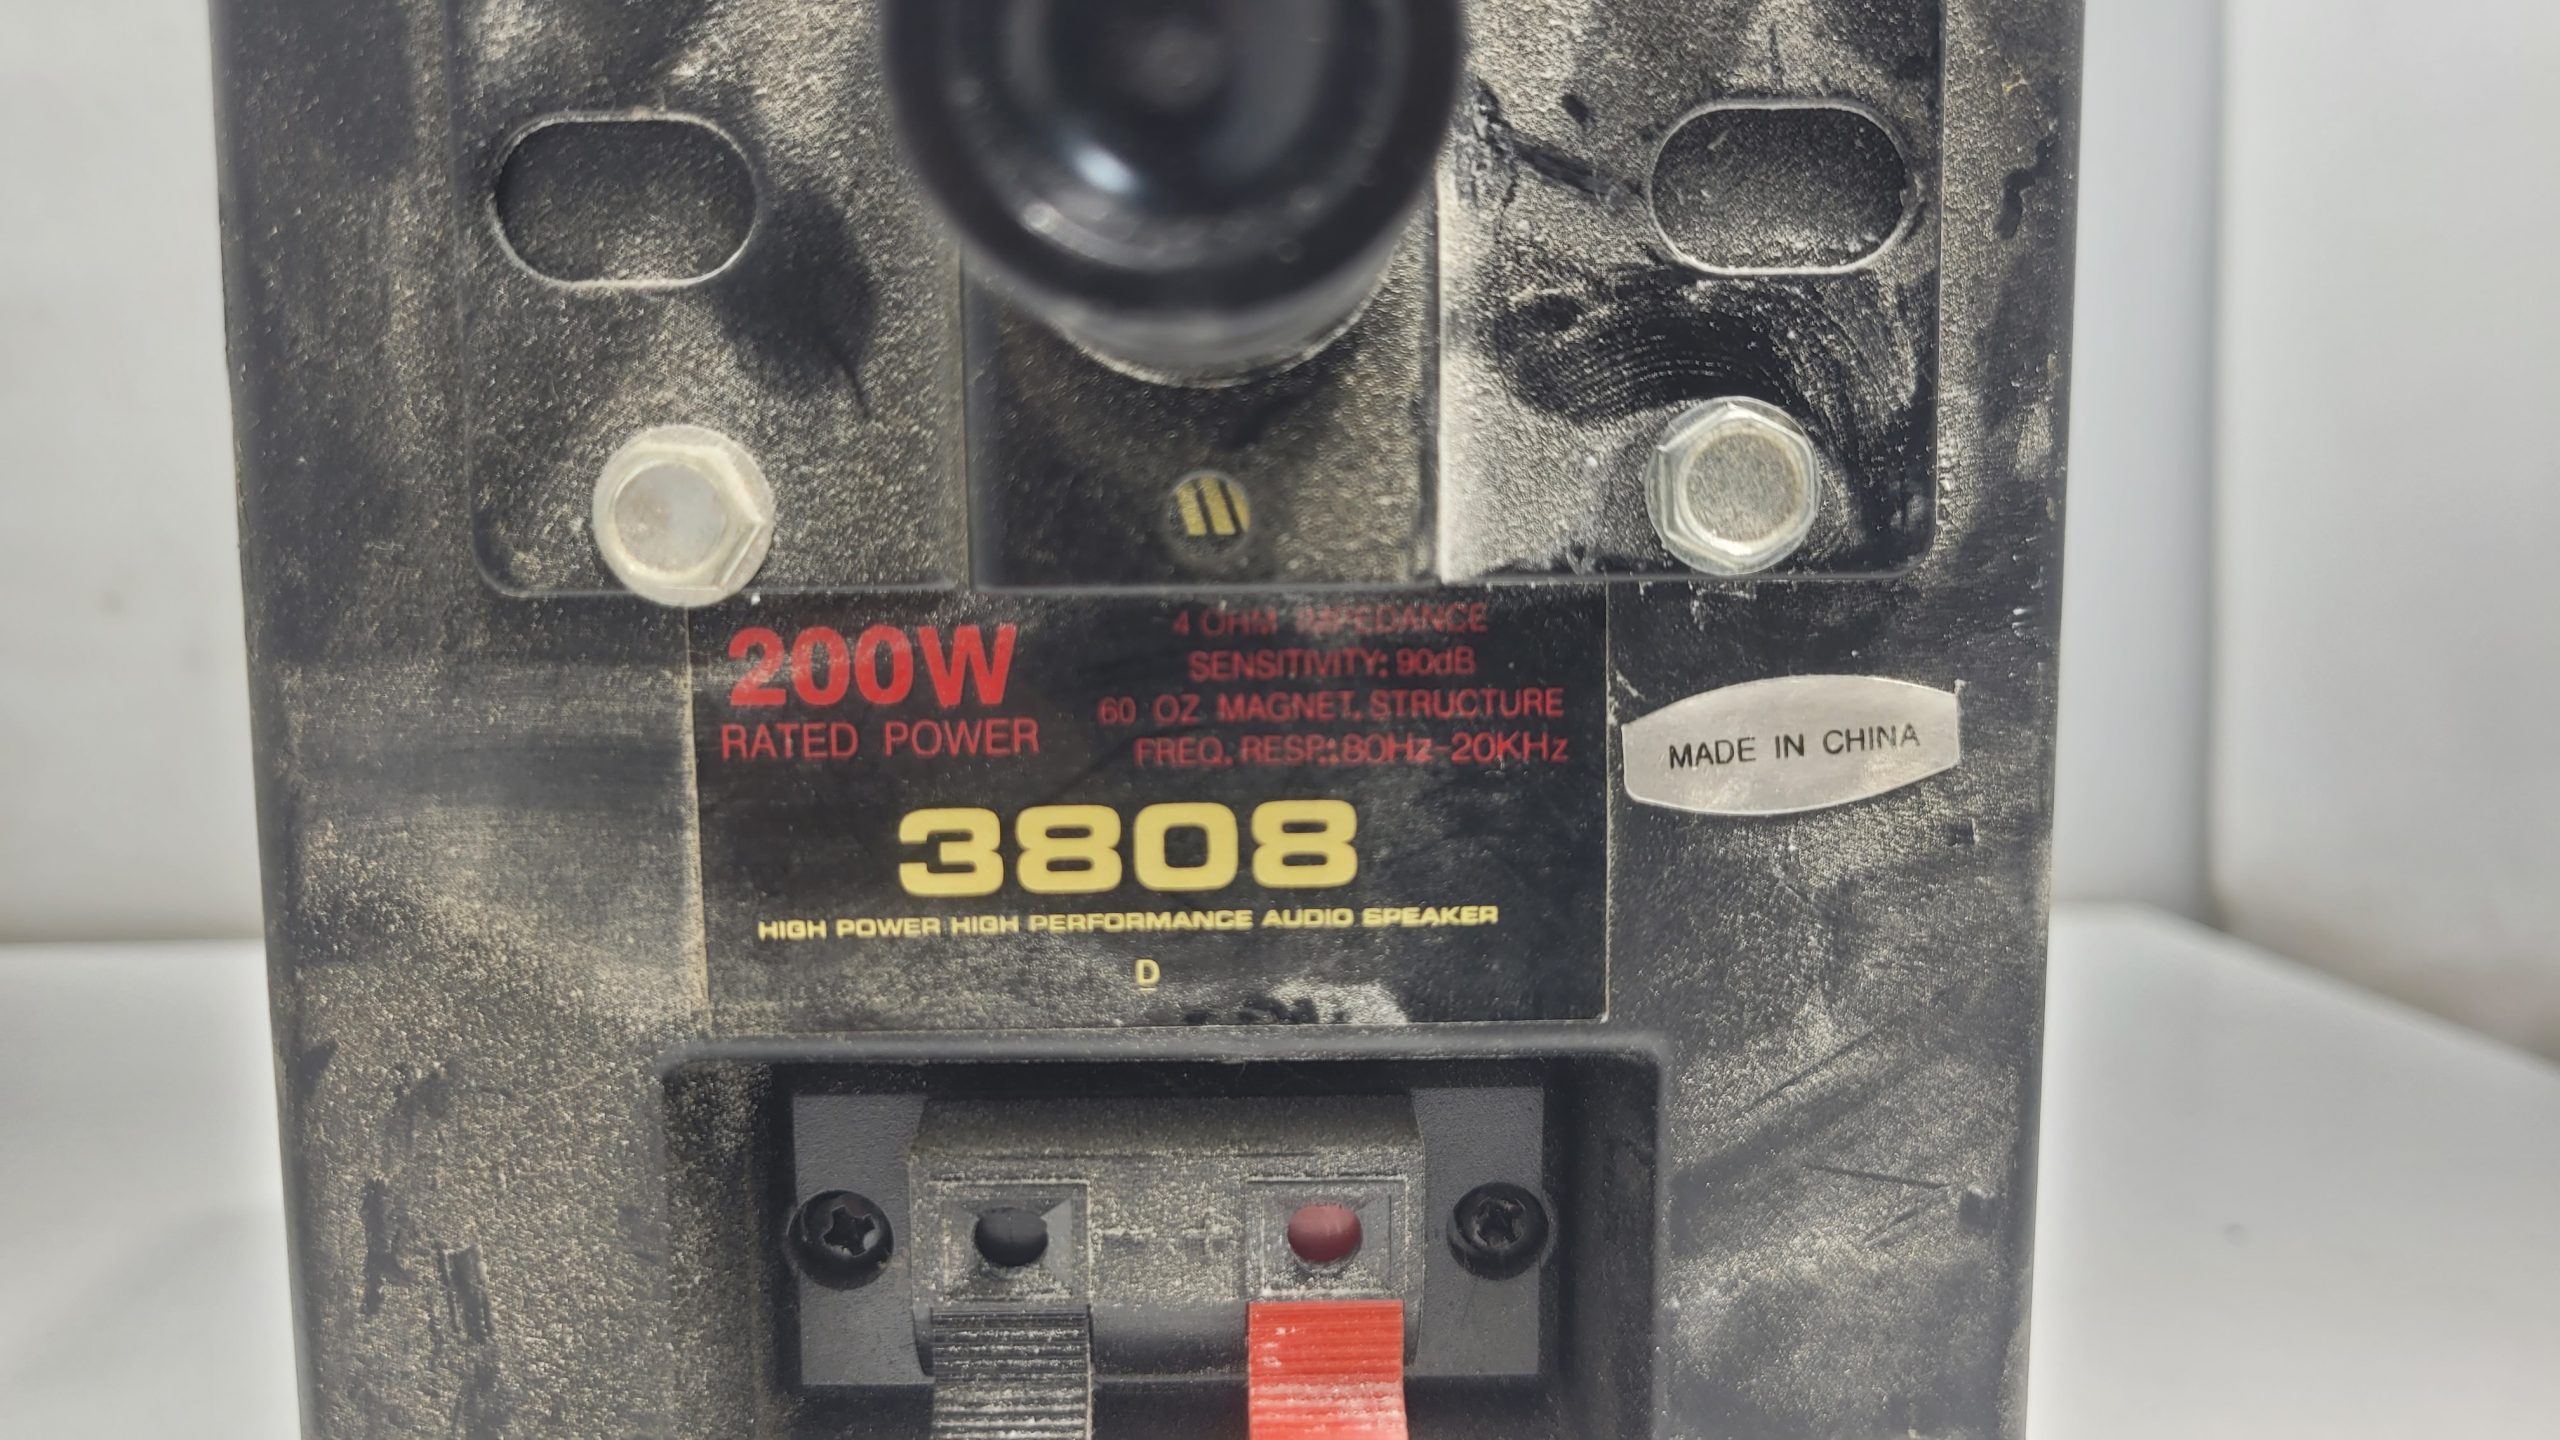 200W
RATED POWER
4 OHM IMPEDANCE
SENSITIVITY: 90dB
60 OZ MAGNET. STRUCTURE
FREQ. RESP.: 80Hz-20KHz
3808
HIGH POWER HIGH PERFORMANCE AUDIO SPEAKER
D
MADE IN CHINA
- +